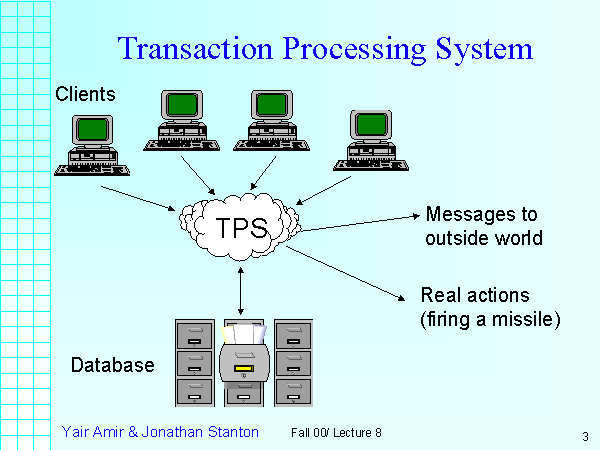 Transaction Processing System
Clients
TPS
Messages to
outside world
Real actions
(firing a missile)
Database
Yair Amir & Jonathan Stanton
Fall 00/ Lecture 8
3